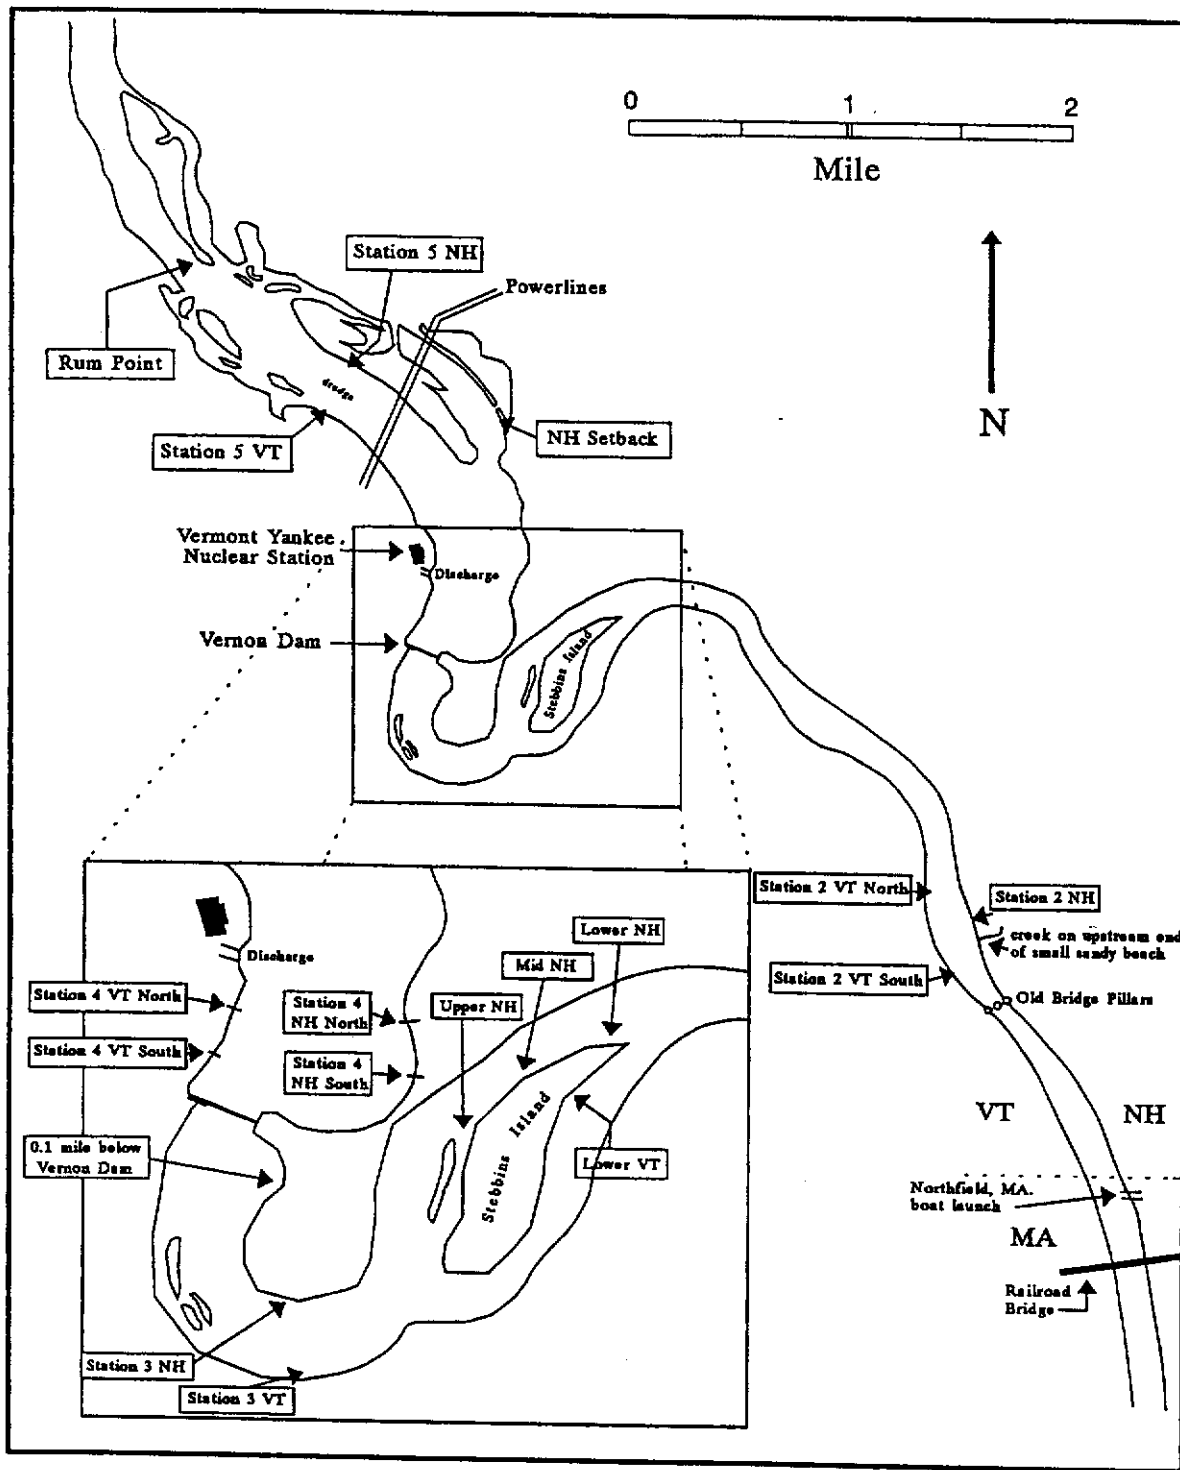 0 1 2
Mile
N
Station 5 NH
Powerlines
Rum Point
drudge
Station 5 VT
NH Setback
Vermont Yankee
Nuclear Station
Discharge
Vernon Dam
Stebbins Island
Station 2 VT North
Station 2 NH
creek on upstream end
of small sandy beach
Station 2 VT South
Old Bridge Pillars
VT
NH
Northfield, MA.
boat launch
MA
Railroad
Bridge
Discharge
Lower NH
Mid NH
Upper NH
Station 4 VT North
Station 4
NH North
Station 4 VT South
Station 4
NH South
0.1 mile below
Vernon Dam
Stebbins Island
Lower VT
Station 3 NH
Station 3 VT